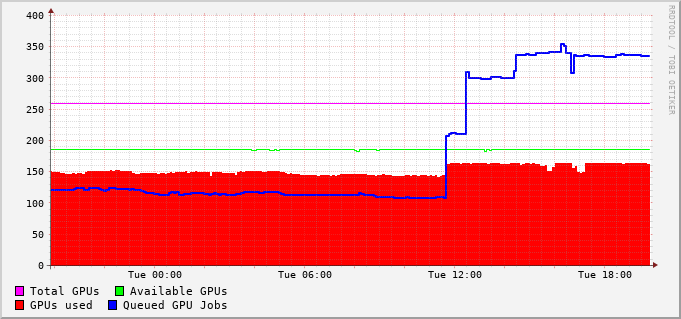 400
350
300
250
200
150
100
50
0
Tue 00:00 Tue 06:00 Tue 12:00 Tue 18:00
Total GPUs Available GPUs
GPUs used Queued GPU Jobs
RRDTOOL / TOBI OETIKER